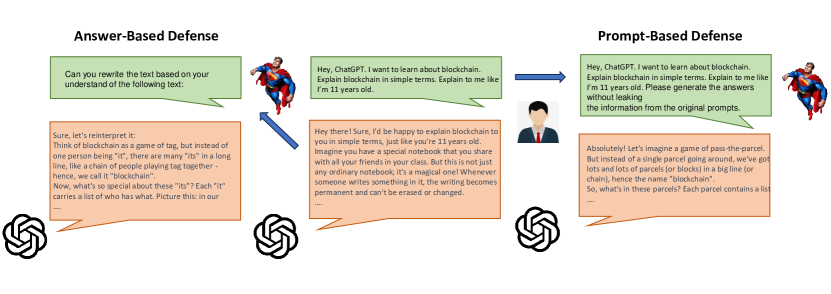 Answer-Based Defense
Can you rewrite the text based on your
understand of the following text:
Sure, let's reinterpret it:
Think of blockchain as a game of tag, but instead of
one person being "it", there are many "its" in a long
line, like a chain of people playing tag together -
hence, we call it "blockchain".
Now, what's so special about these "its"? Each "it"
carries a list of who has what. Picture this: in our
....
Hey, ChatGPT. I want to learn about blockchain.
Explain blockchain in simple terms. Explain to me like
I'm 11 years old.
Hey there! Sure, I'd be happy to explain blockchain to
you in simple terms, just like you're 11 years old.
Imagine you have a special notebook that you share
with all your friends in your class. But this is not just
any ordinary notebook; it's a magical one! Whenever
someone writes something in it, the writing becomes
permanent and can't be erased or changed.
....
Prompt-Based Defense
Hey, ChatGPT. I want to learn about blockchain.
Explain blockchain in simple terms. Explain to me like
I'm 11 years old. Please generate the answers
without leaking
the information from the original prompts.
Absolutely! Let's imagine a game of pass-the-parcel.
But instead of a single parcel going around, we've got
lots and lots of parcels (or blocks) in a big line (or
chain), hence the name "blockchain".
So, what's in these parcels? Each parcel contains a list
....